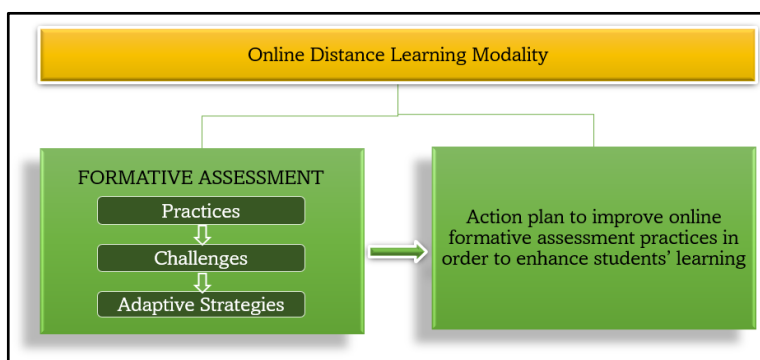 Online Distance Learning Modality
FORMATIVE ASSESSMENT
Practices
Challenges
Adaptive Strategies
Action plan to improve online
formative assessment practices in
order to enhance students’ learning